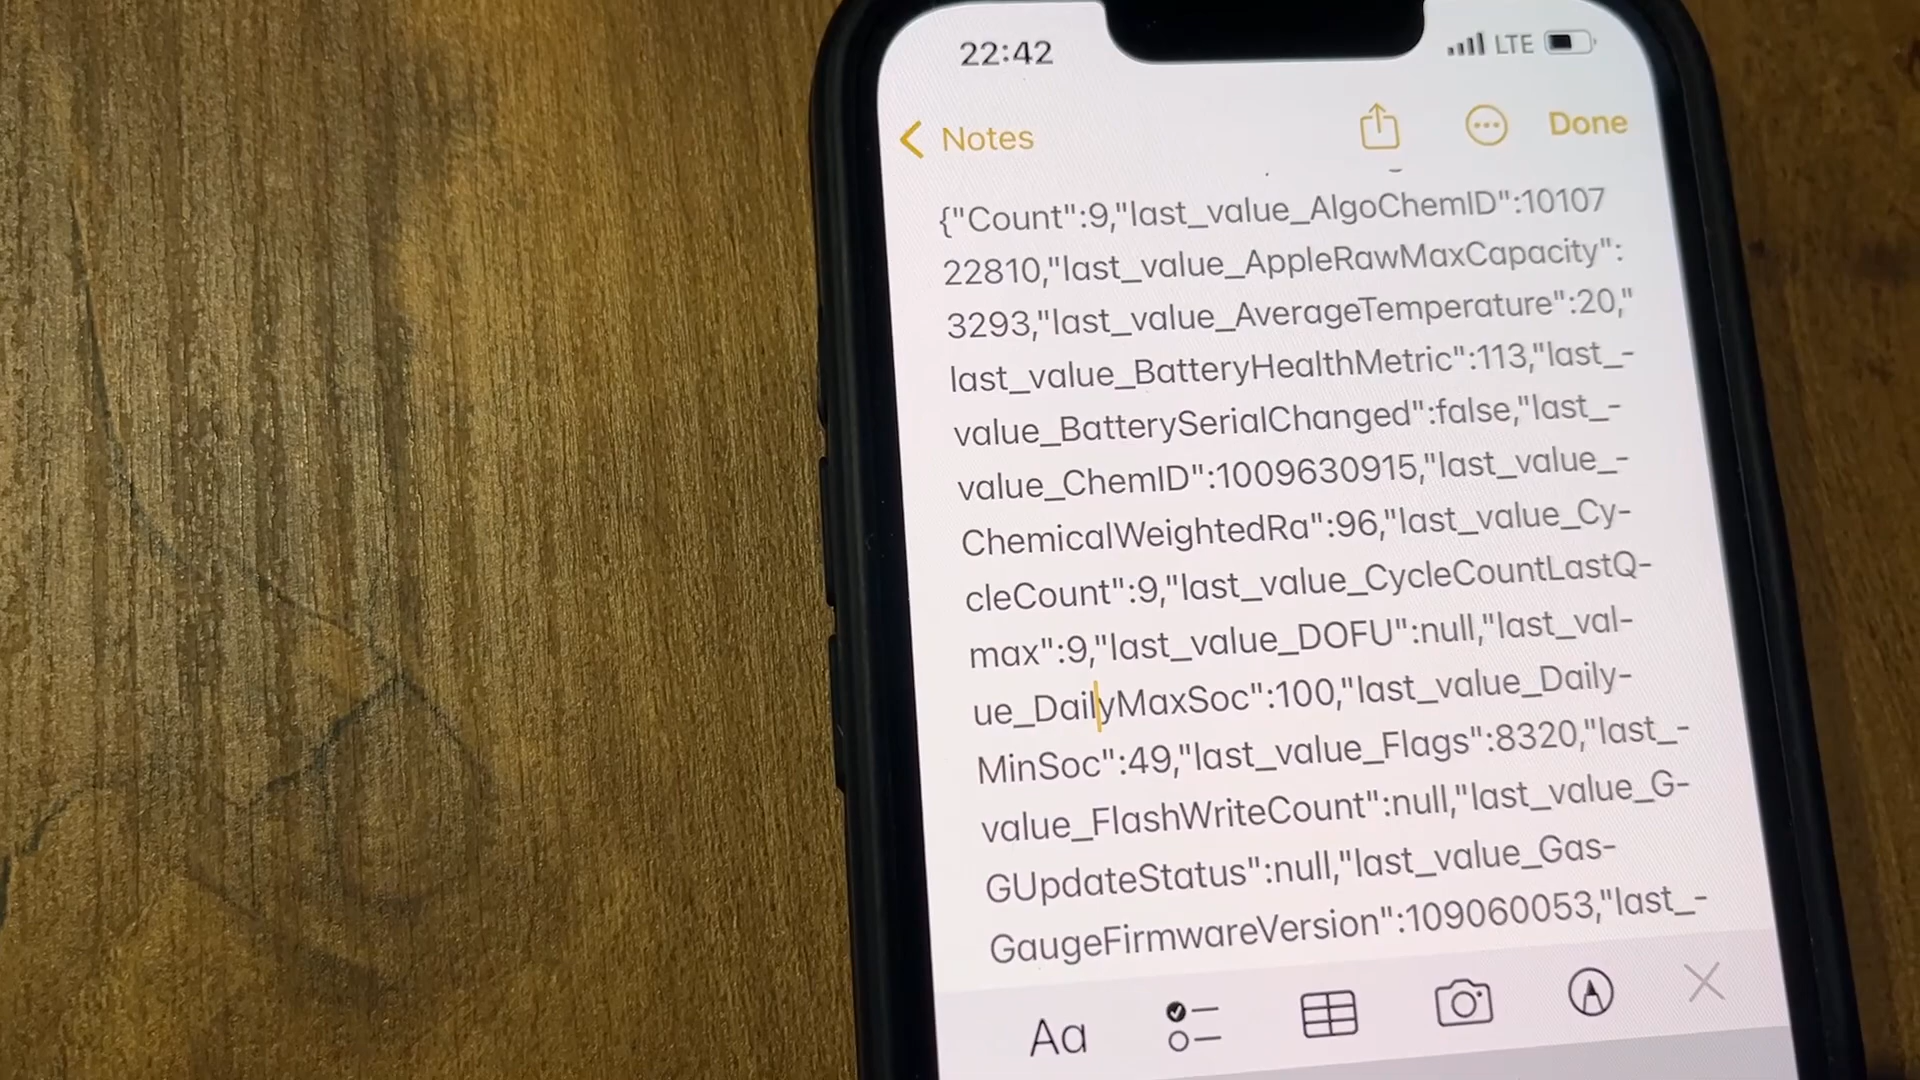 22:42
LTE
Notes
Done
{"Count":9,"last_value_AlgoChemID":10107
22810,"last_value_AppleRawMaxCapacity":
3293,"last_value_AverageTemperature":20,"
last_value_BatteryHealthMetric":113,"last_-
value_BatterySerialChanged":false,"last_-
value_ChemID":1009630915,"last_value_-
ChemicalWeightedRa":96,"last_value_Cy-
cleCount":9,"last_value_CycleCountLastQ-
max":9,"last_value_DOFU":null,"last_val-
ue_DailyMaxSoc":100,"last_value_Daily-
MinSoc":49,"last_value_Flags":8320,"last_-
value_FlashWriteCount":null,"last_value_G-
GUpdateStatus":null,"last_value_Gas-
GaugeFirmwareVersion":109060053,"last_-
Aa